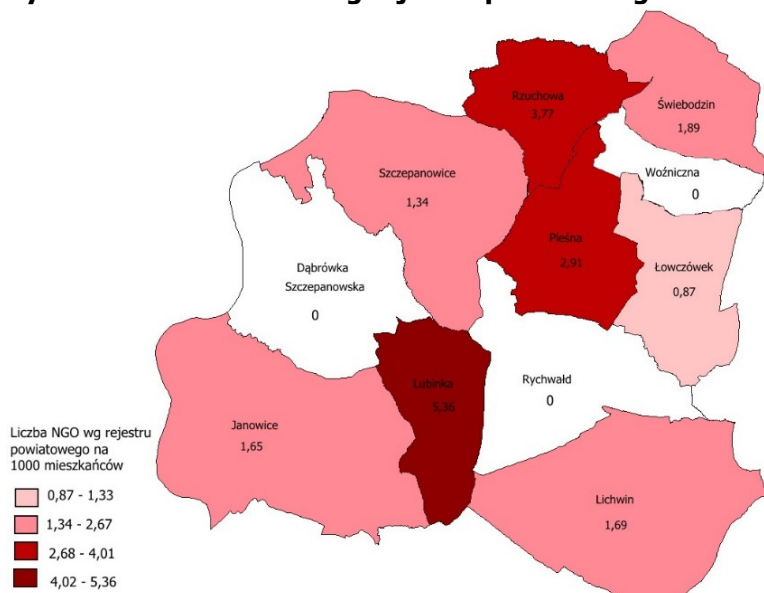 Rzuchowa
3,77
Świebodzin
1,89
Szczepanowice
1,34
Woźniczna
0
Pleśna
2,91
Łowczówek
0,87
Dąbrówka
Szczepanowska
0
Lubinka
5,36
Rychwałd
0
Janowice
1,65
Lichwin
1,69
Liczba NGO wg rejestru
powiatowego na
1000 mieszkańców
0,87 - 1,33
1,34 - 2,67
2,68 - 4,01
4,02 - 5,36